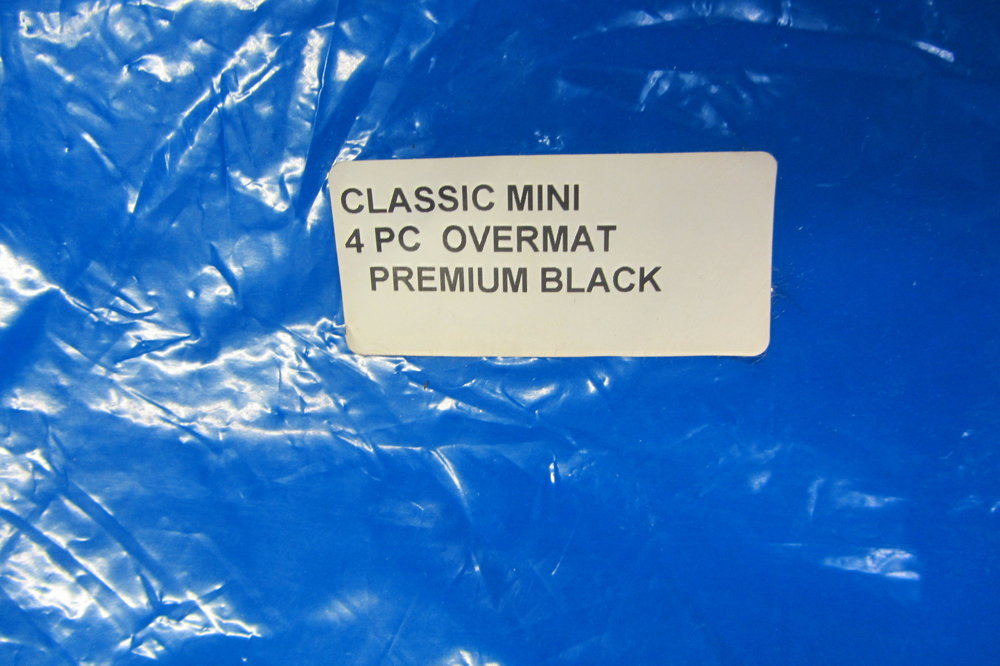 CLASSIC MINI
4 PC OVERMAT
PREMIUM BLACK